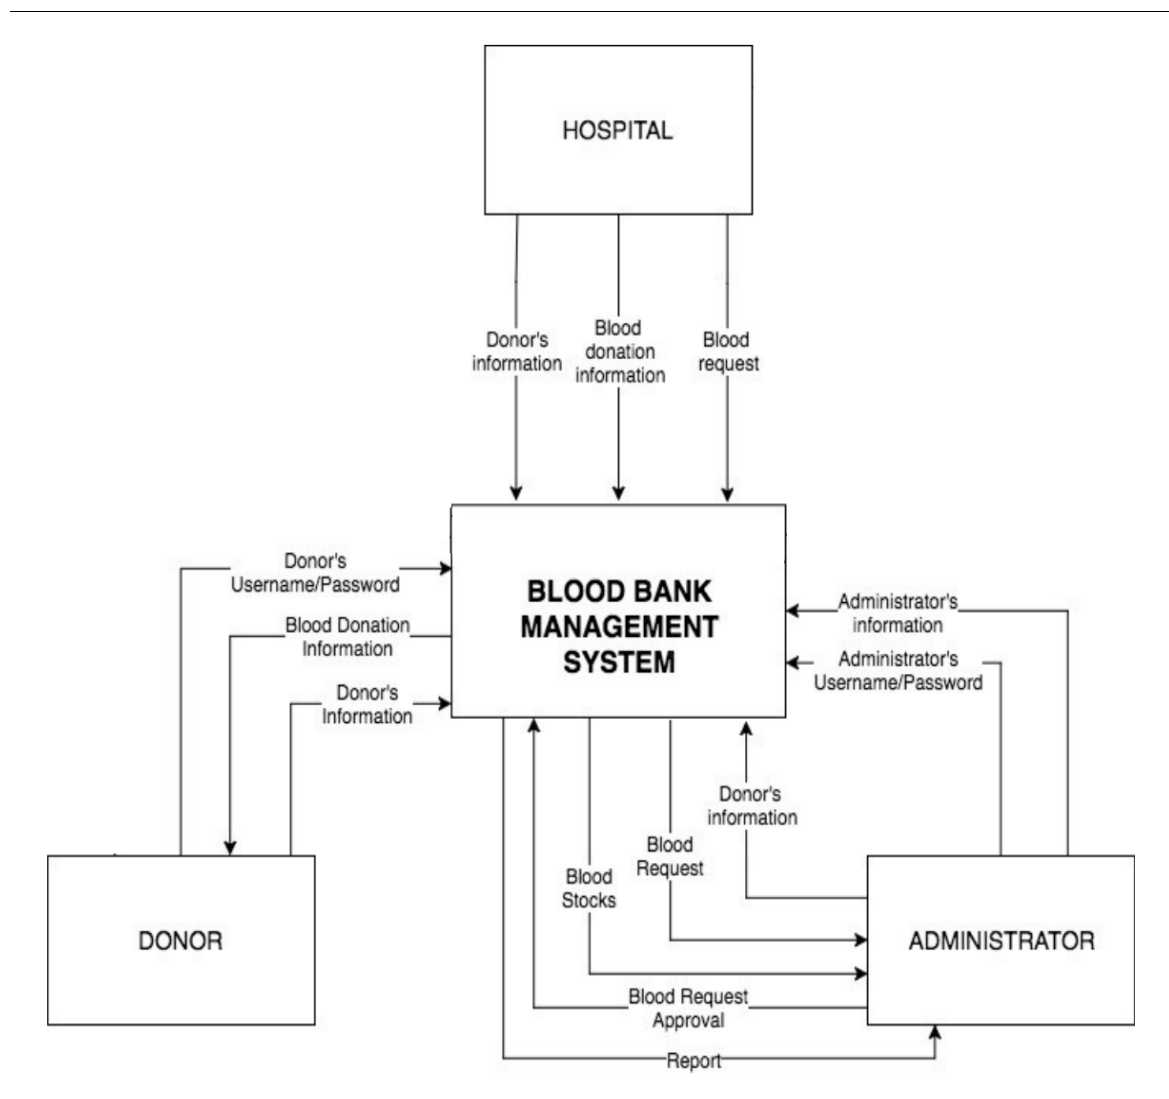 HOSPITAL
Donor's
information
Blood
donation
information
Blood
request
Donor's
Username/Password
Blood Donation
Information
Donor's
Information
BLOOD BANK
MANAGEMENT
SYSTEM
Administrator's
information
Administrator's
Username/Password
Donor's
information
Blood
Request
Blood
Stocks
DONOR
ADMINISTRATOR
Blood Request
Approval
Report